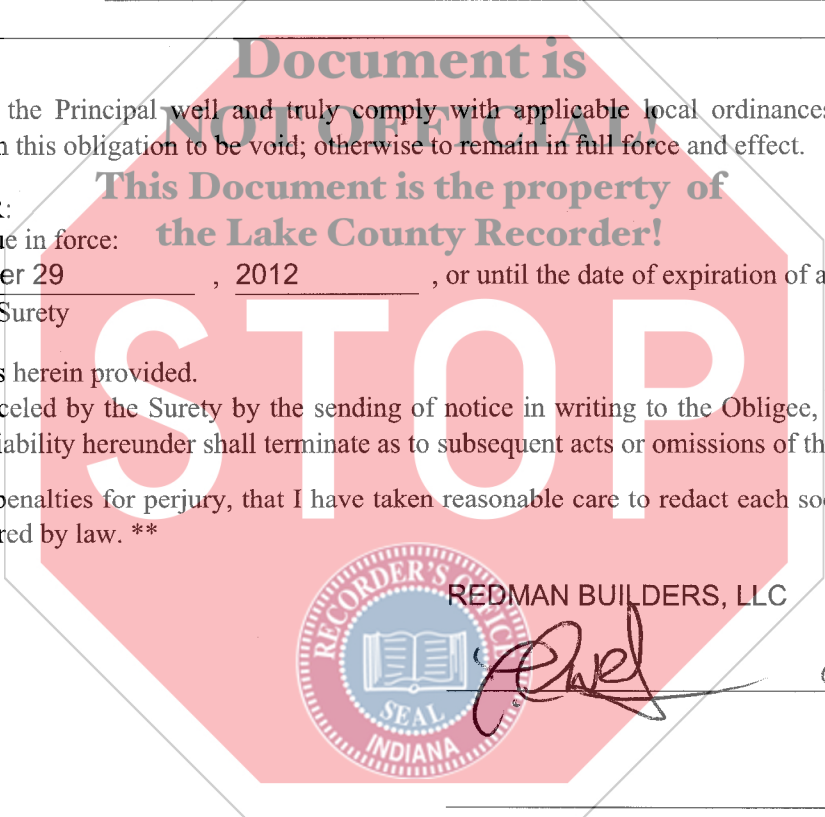 Document is
the Principal well and truly comply with applicable local ordinances
NOT OFFICIAL!
this obligation to be void; otherwise to remain in full force and effect.
This Document is the property of
the Lake County Recorder!
ue in force:
er 29 , 2012 , or until the date of expiration of a
Surety
STOP
s herein provided.
celed by the Surety by the sending of notice in writing to the Obligee,
iability hereunder shall terminate as to subsequent acts or omissions of th
penalties for perjury, that I have taken reasonable care to redact each so
red by law. **
RECORDER'S OFFICE
SEAL
INDIANA
REDMAN BUILDERS, LLC